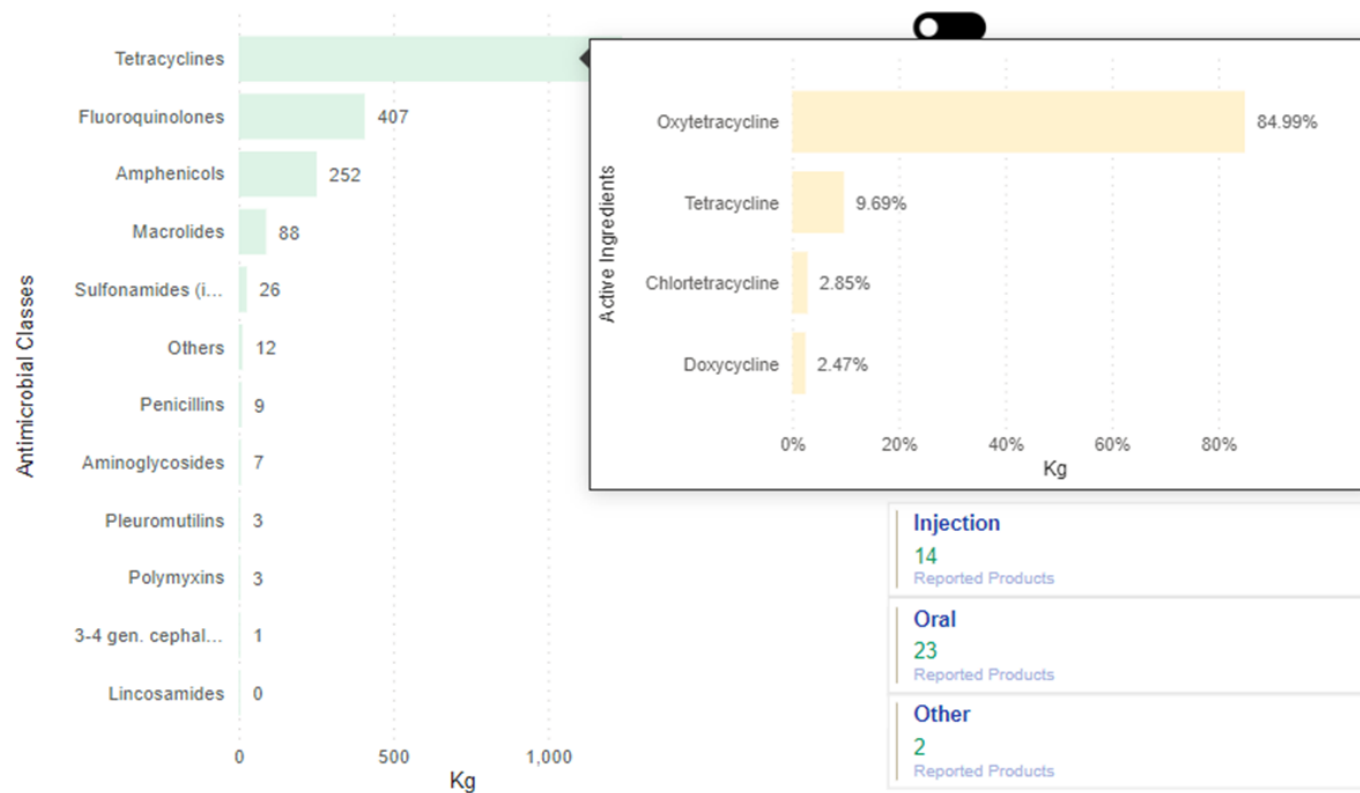 Antimicrobial Classes
Tetracyclines
Fluoroquinolones 407
Amphenicols 252
Macrolides 88
Sulfonamides (i... 26
Others 12
Penicillins 9
Aminoglycosides 7
Pleuromutilins 3
Polymyxins 3
3-4 gen. cephal... 1
Lincosamides 0
0 500 1,000
Kg
Active Ingredients
Oxytetracycline 84.99%
Tetracycline 9.69%
Chlortetracycline 2.85%
Doxycycline 2.47%
0% 20% 40% 60% 80%
Kg
Injection
14
Reported Products
Oral
23
Reported Products
Other
2
Reported Products